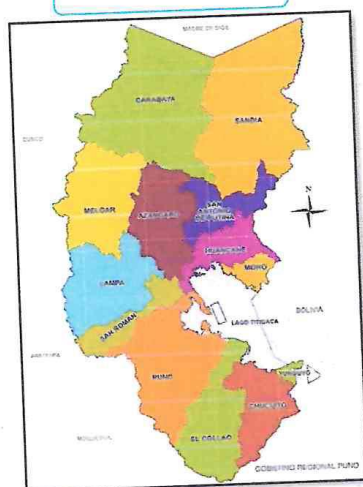 MADRE DE DIOS
CARABAYA
SANDIA
CUSCO
MELGAR
AZANGARO
SAN
ANTONIO
DE PUTINA
N
HUANCANE
MOHO
LAMPA
SAN ROMAN
LAGO TITICACA
BOLIVIA
AREQUIPA
PUNO
YUNGUYO
CHUCUITO
EL COLLAO
MOQUEGUA
GOBIERNO REGIONAL PUNO